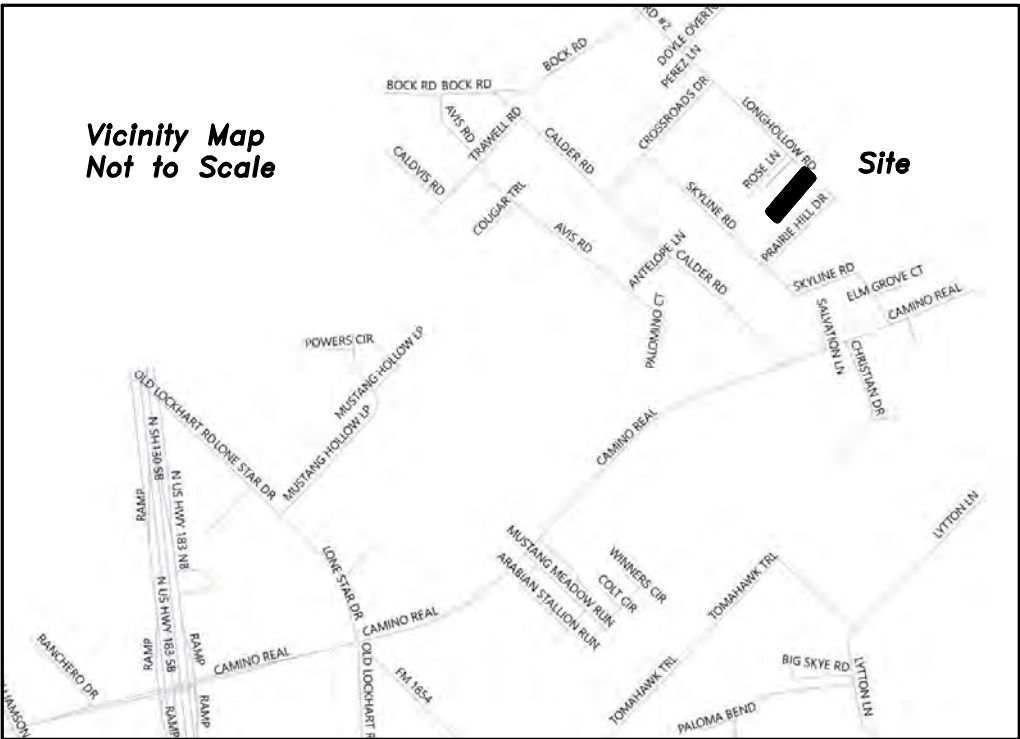 RD #2
DOYLE OVERTO
BOCK RD
PEREZ LN
BOCK RD BOCK RD
CROSSROADS DR
LONGHOLLOW RD
AVIS RD
TRAWELL RD
CALDER RD
Vicinity Map
Not to Scale
CALDVIS RD
ROSE LN
Site
COUGAR TRL
SKYLINE RD
AVIS RD
PRAIRIE HILL DR
ANTELOPE LN
CALDER RD
SKYLINE RD
ELM GROVE CT
CAMINO REAL
PALOMINO CT
SALVATION LN
CHRISTIAN DR
POWERS CIR
MUSTANG HOLLOW LP
OLD LOCKHART RD
LONE STAR DR
MUSTANG HOLLOW LP
N SH130 SB
N US HWY 183 NB
RAMP
CAMINO REAL
LYTTON LN
MUSTANG MEADOW RUN
WINNERS CIR
COLT CIR
ARABIAN STALLION RUN
TOMAHAWK TRL
LONE STAR DR
N US HWY 183 SB
CAMINO REAL
RAMP
RAMP
RANCHERO DR
CAMINO REAL
OLD LOCKHART R
FM 1854
TOMAHAWK TRL
BIG SKYE RD
LYTTON LN
LIAMSON
RAMP
RAMP
PALOMA BEND